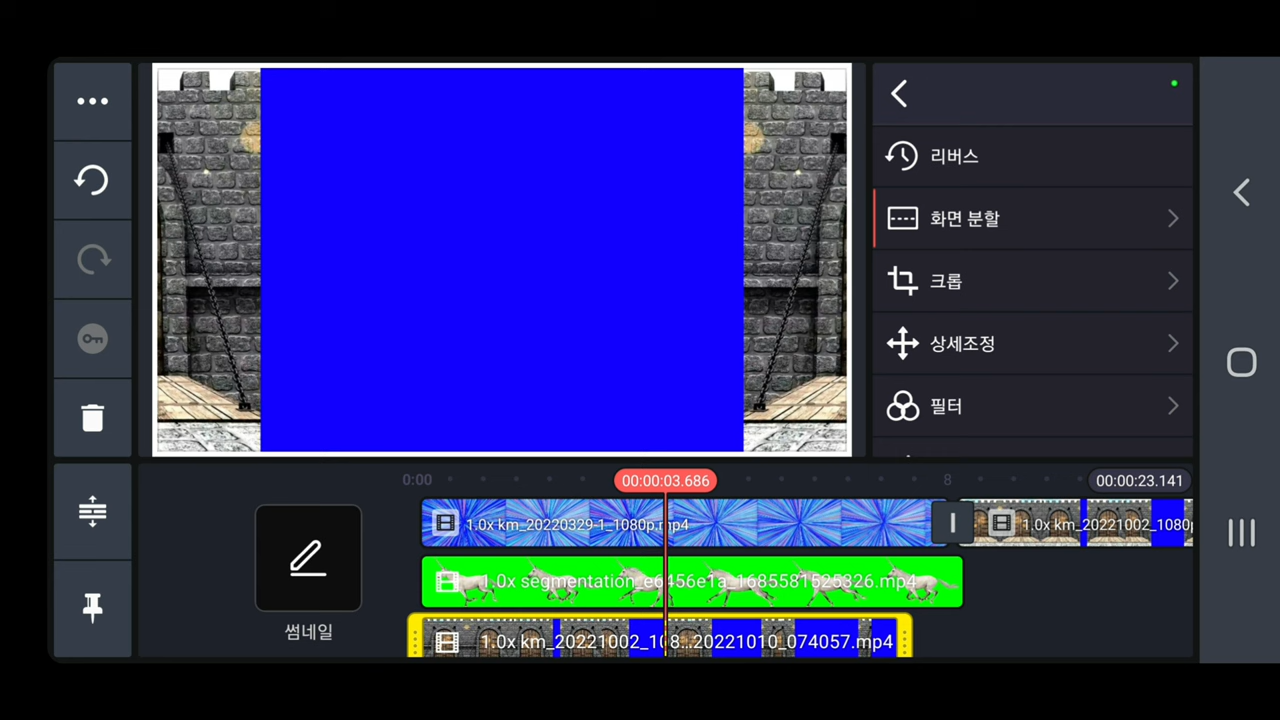 리버스
화면 분할
크롭
상세조정
필터
0:00
00:00:03.686
8
00:00:23.141
1.0x km_20220329-1_1080p.mp4
1.0x km_20221002_1080p
1.0x segmentation_e6456e1a_1685581525326.mp4
1.0x km_20221002_108...20221010_074057.mp4
썸네일